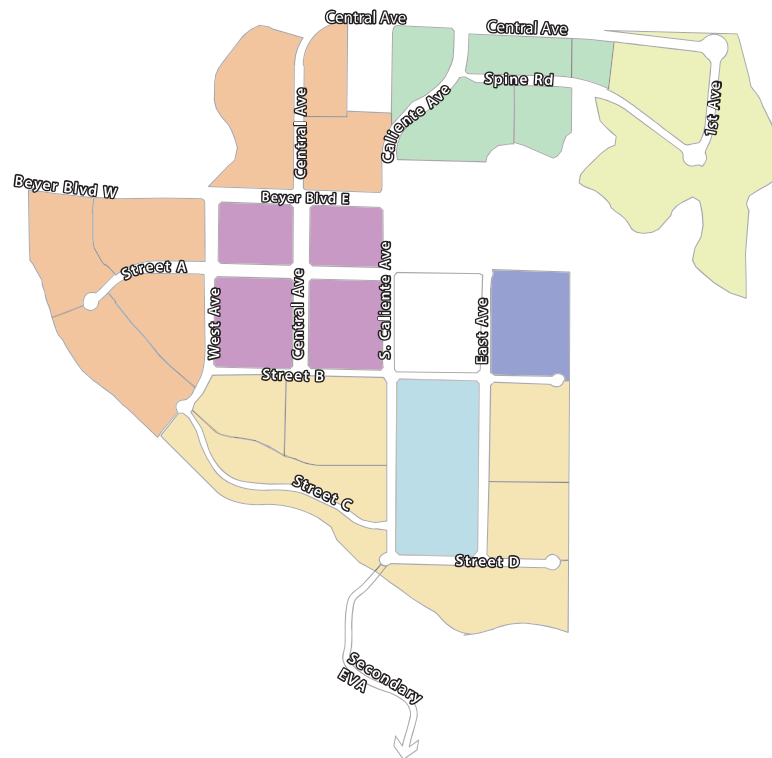 Central Ave
Central Ave
Spine Rd
1st Ave
Central Ave
Caliente Ave
Beyer Blvd W
Beyer Blvd E
Street A
West Ave
Central Ave
S. Caliente Ave
East Ave
Street B
Street C
Street D
Secondary
EVA